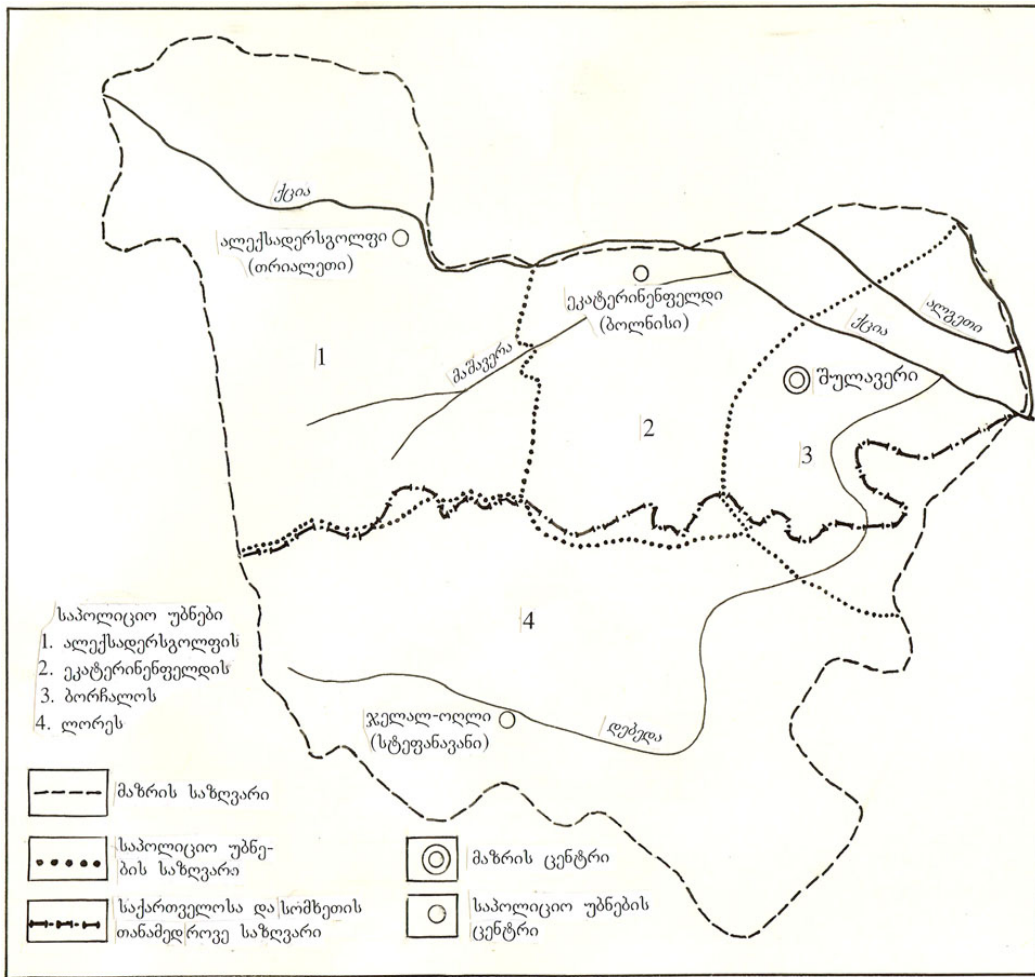 ქცია
ალექსადერსგოლფი
(თრიალეთი)
ეკატერინენფელდი
(ბოლნისი)
ალგეთი
ქცია
მაშავერა
შულავერი
1
2
3
4
საპოლიციო უბნები
1. ალექსადერსგოლფის
2. ეკატერინენფელდის
3. ბორჩალოს
4. ლორეს
ჯელალ-ოღლი
(სტეფანავანი)
დებედა
მაზრის საზღვარი
საპოლიციო უბნე-
ბის საზღვარი
საქართველოსა და სომხეთის
თანამედროვე საზღვარი
მაზრის ცენტრი
საპოლიციო უბნების
ცენტრი